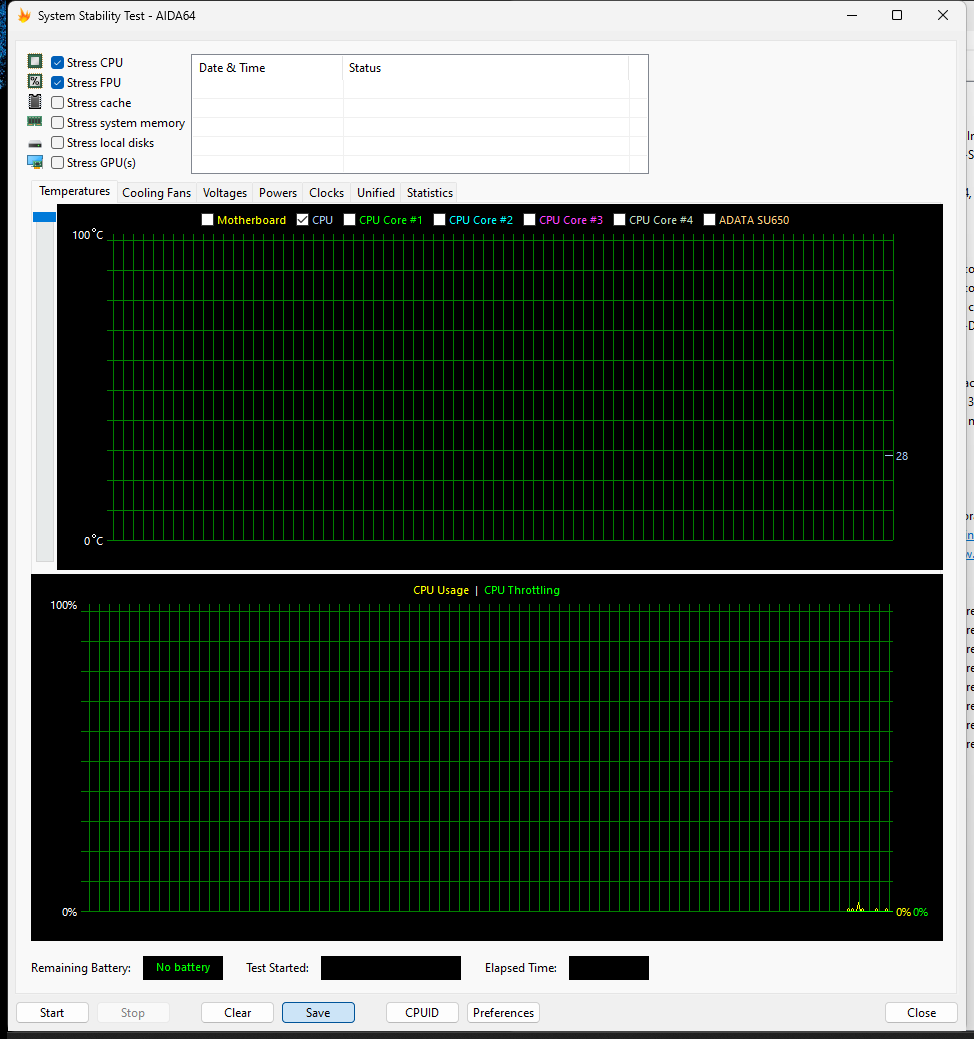 System Stability Test - AIDA64
Stress CPU
Stress FPU
Stress cache
Stress system memory
Stress local disks
Stress GPU(s)
Date & Time Status
Temperatures Cooling Fans Voltages Powers Clocks Unified Statistics
Motherboard CPU CPU Core #1 CPU Core #2 CPU Core #3 CPU Core #4 ADATA SU650
100°C
28
0°C
CPU Usage | CPU Throttling
100%
0% 0% 0%
Remaining Battery: No battery Test Started: Elapsed Time:
Start Stop Clear Save CPUID Preferences Close